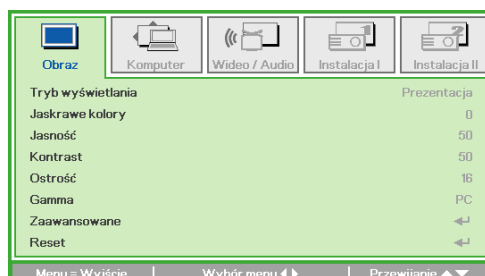 Obraz Komputer Wideo / Audio Instalacja I Instalacja II
Tryb wyświetlania Prezentacja
Jaskrawe kolory 0
Jasność 50
Kontrast 50
Ostrość 16
Gamma PC
Zaawansowane
Reset
Menu = Wyjście Wybór menu Przewijanie